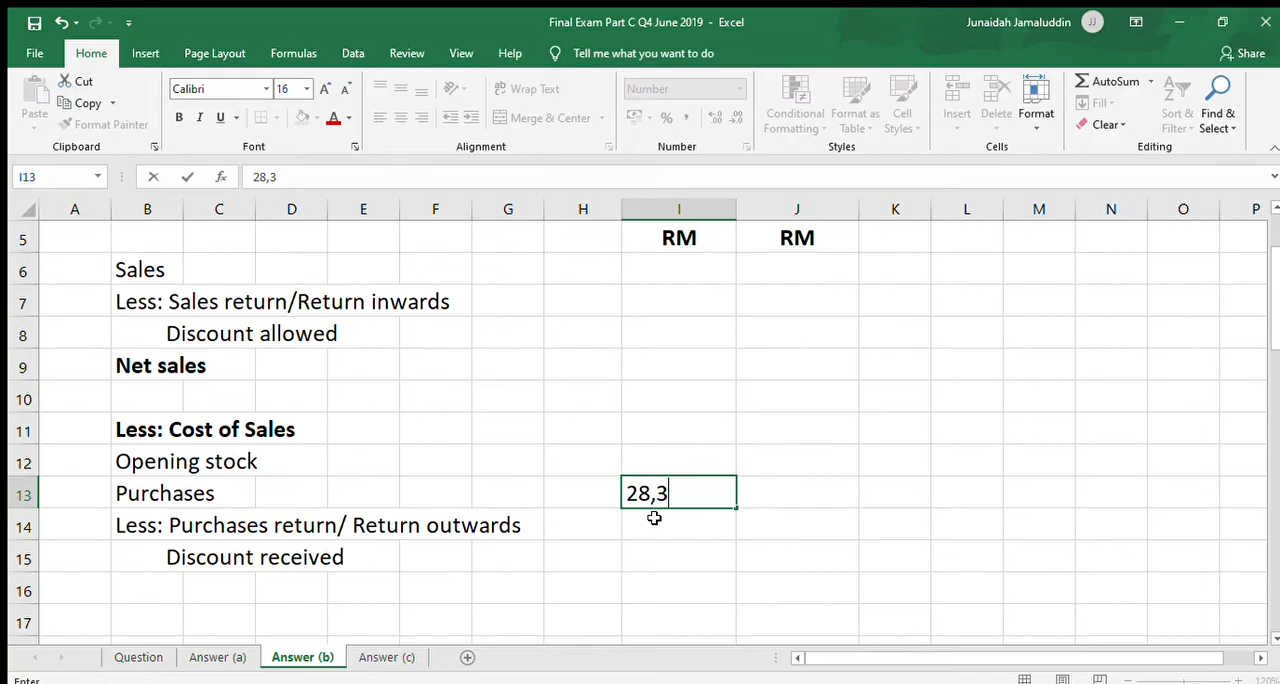 Final Exam Part C Q4 June 2019 - Excel
Junaidah Jamaluddin JJ
File Home Insert Page Layout Formulas Data Review View Help Tell me what you want to do Share
Paste Cut Copy Format Painter
Calibri 16 A A B I U A
Wrap Text Merge & Center
Number %
Conditional Formatting Format as Table Cell Styles
Insert Delete Format
AutoSum Fill Clear Sort & Filter Find & Select
Clipboard Font Alignment Number Styles Cells Editing
I13 fx 28,3
A B C D E F G H I J K L M N O P
5 RM RM
6 Sales
7 Less: Sales return/Return inwards
8 Discount allowed
9 Net sales
10
11 Less: Cost of Sales
12 Opening stock
13 Purchases 28,3
14 Less: Purchases return/ Return outwards
15 Discount received
16
17
Question Answer (a) Answer (b) Answer (c)
Enter 120%